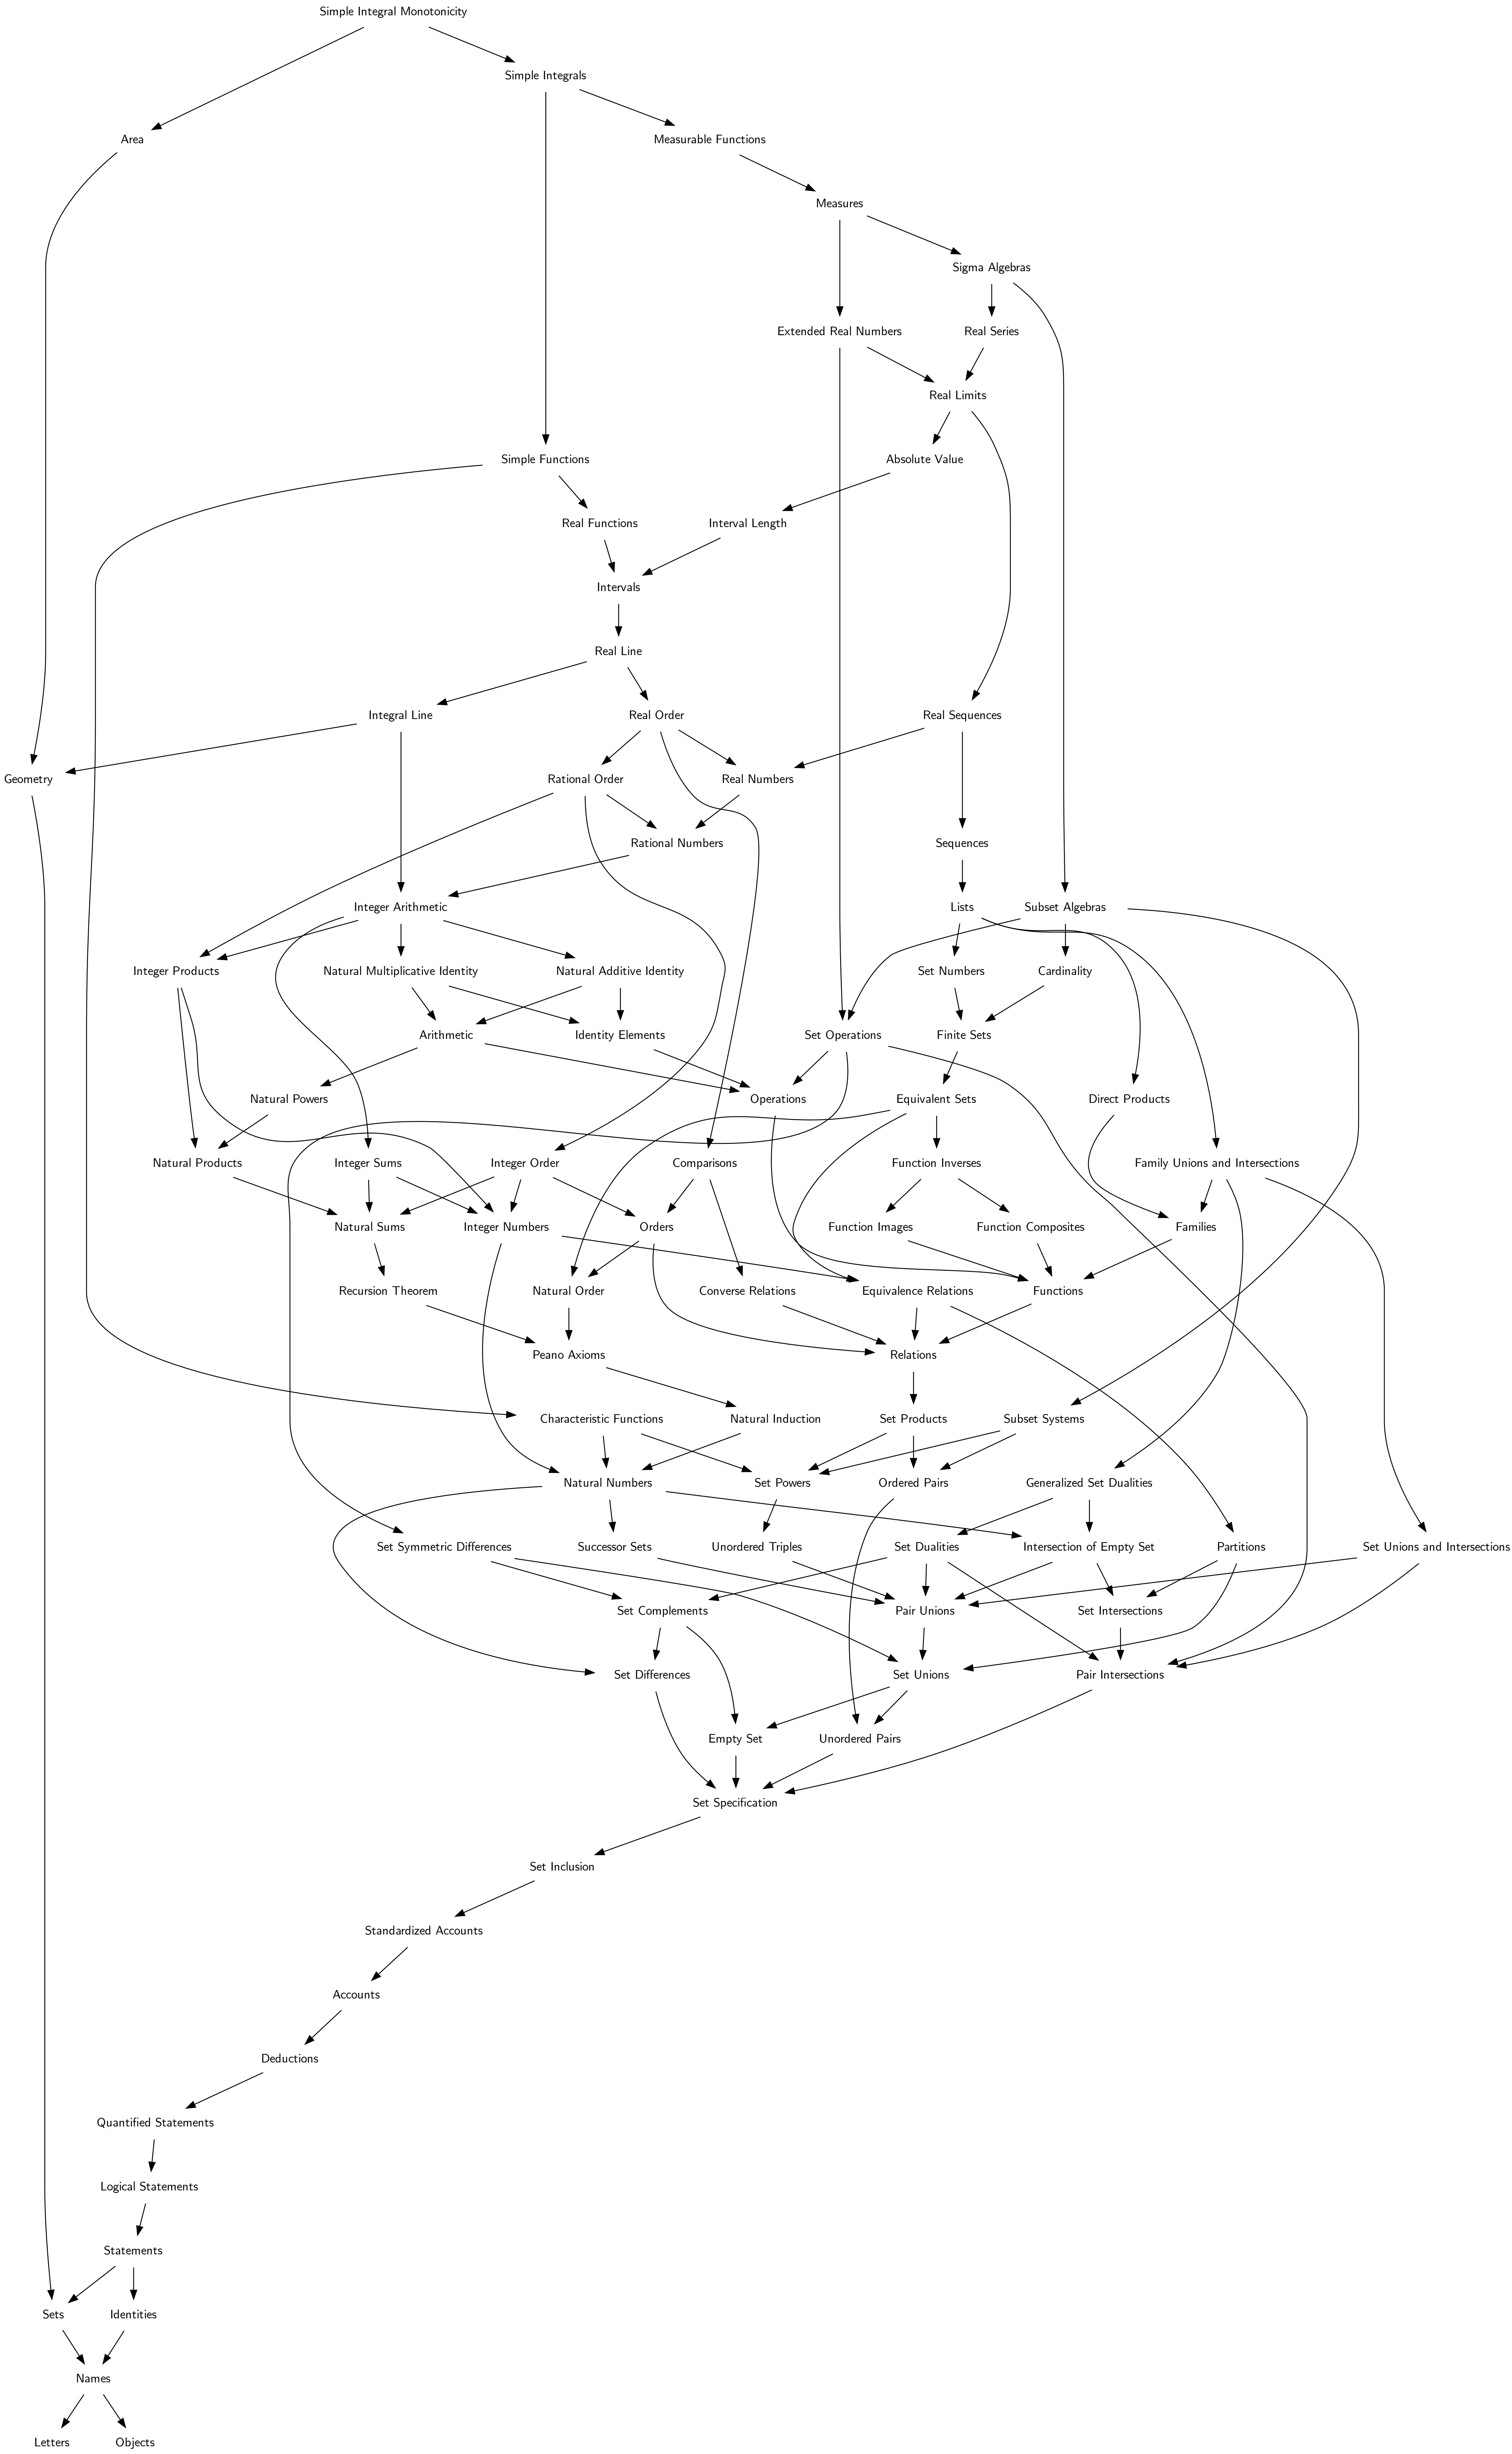 Simple Integral Monotonicity
Simple Integrals
Area
Measurable Functions
Measures
Sigma Algebras
Extended Real Numbers
Real Series
Real Limits
Simple Functions
Absolute Value
Real Functions
Interval Length
Intervals
Real Line
Integral Line
Real Order
Real Sequences
Geometry
Rational Order
Real Numbers
Rational Numbers
Sequences
Integer Arithmetic
Lists
Subset Algebras
Integer Products
Natural Multiplicative Identity
Natural Additive Identity
Set Numbers
Cardinality
Arithmetic
Identity Elements
Set Operations
Finite Sets
Natural Powers
Operations
Equivalent Sets
Direct Products
Natural Products
Integer Sums
Integer Order
Comparisons
Function Inverses
Family Unions and Intersections
Natural Sums
Integer Numbers
Orders
Function Images
Function Composites
Families
Recursion Theorem
Natural Order
Converse Relations
Equivalence Relations
Functions
Peano Axioms
Relations
Characteristic Functions
Natural Induction
Set Products
Subset Systems
Natural Numbers
Set Powers
Ordered Pairs
Generalized Set Dualities
Set Symmetric Differences
Successor Sets
Unordered Triples
Set Dualities
Intersection of Empty Set
Partitions
Set Unions and Intersections
Set Complements
Pair Unions
Set Intersections
Set Differences
Set Unions
Pair Intersections
Empty Set
Unordered Pairs
Set Specification
Set Inclusion
Standardized Accounts
Accounts
Deductions
Quantified Statements
Logical Statements
Statements
Sets
Identities
Names
Letters
Objects